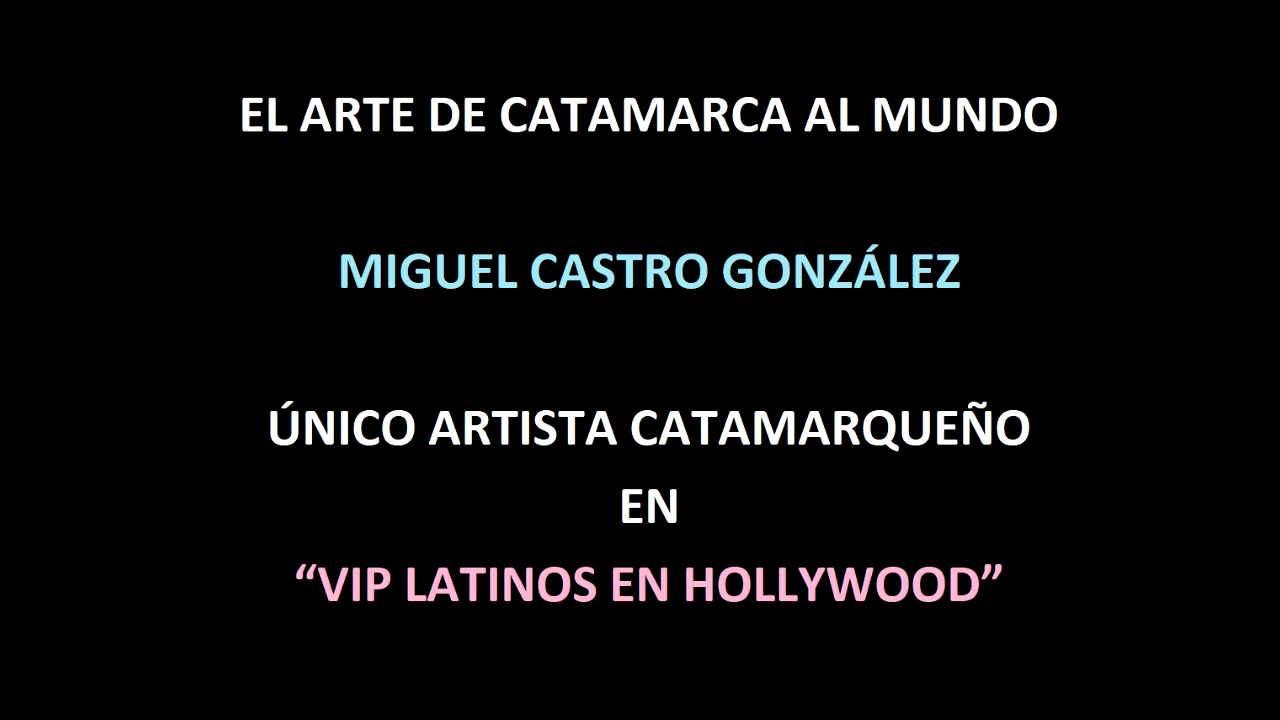 EL ARTE DE CATAMARCA AL MUNDO
MIGUEL CASTRO GONZÁLEZ
ÚNICO ARTISTA CATAMARQUEÑO
EN
“VIP LATINOS EN HOLLYWOOD”